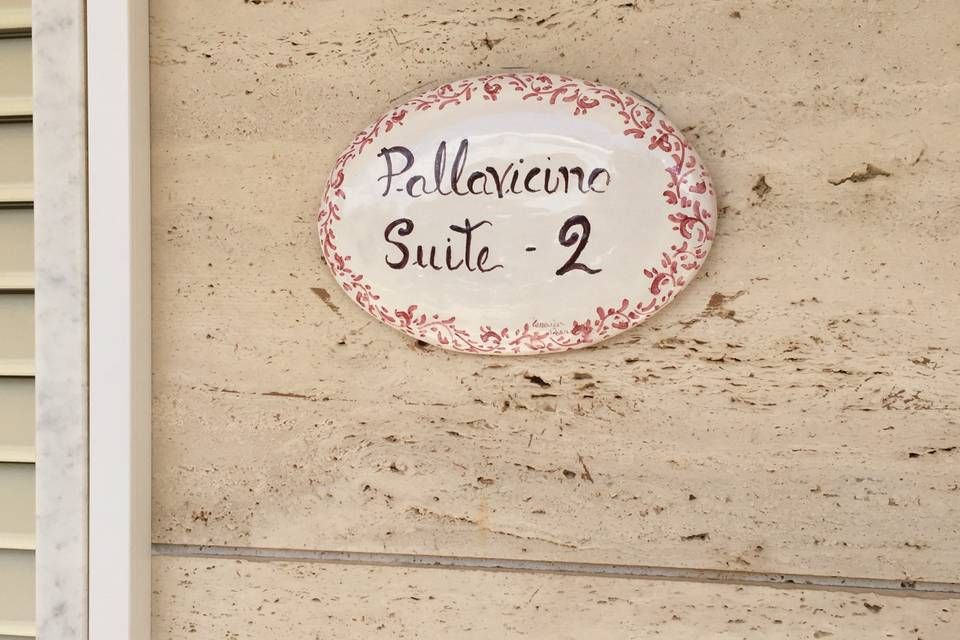 Pallavicino
Suite - 2